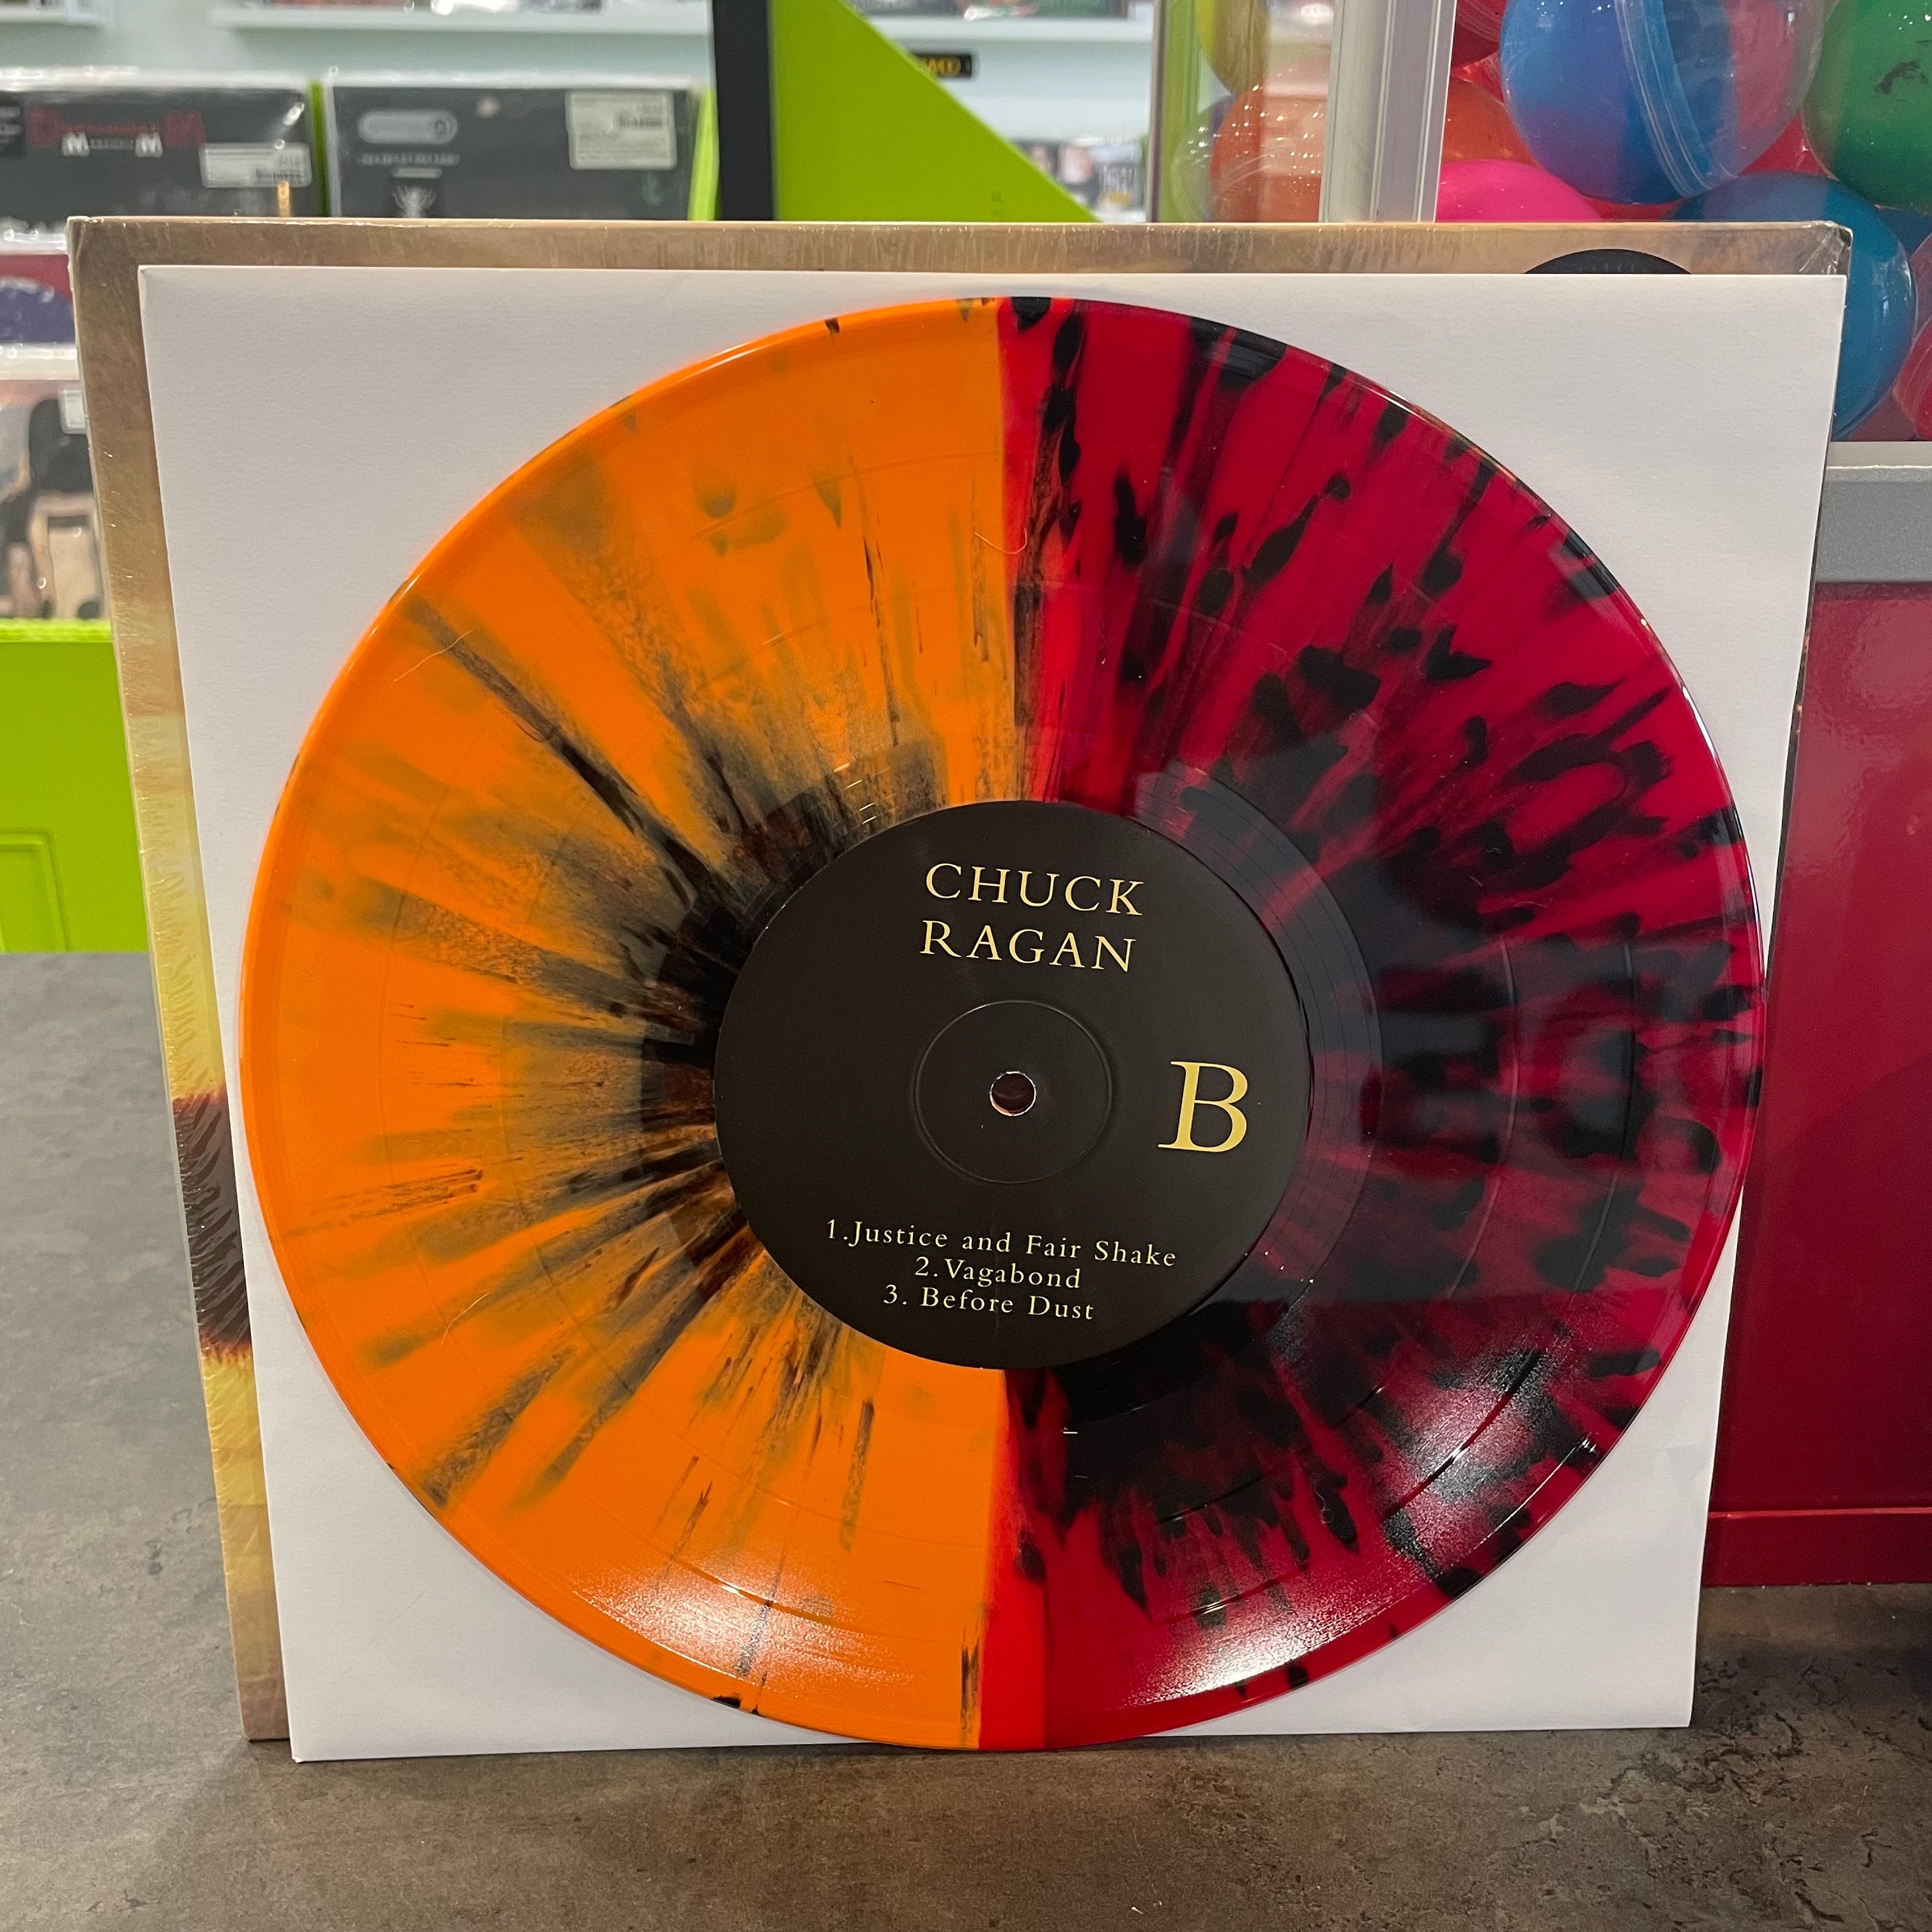 CHUCK
RAGAN
B
1.Justice and Fair Shake
2.Vagabond
3. Before Dust